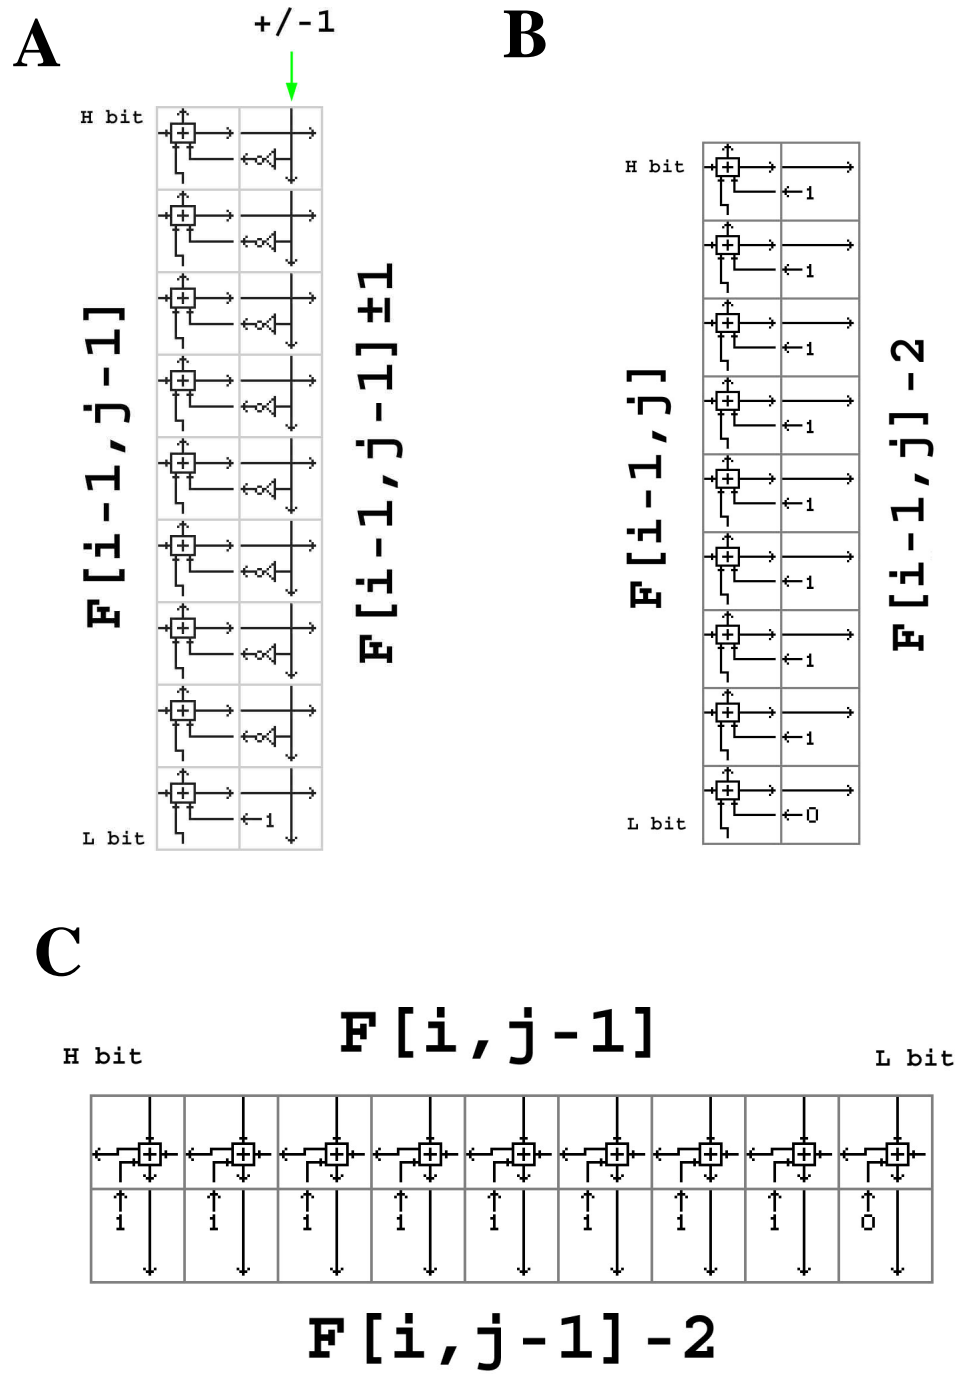 A
+/-1
H bit
F[i-1,j-1]
1
L bit
F[i-1,j-1]±1
B
H bit
F[i-1,j]
1
1
1
1
1
1
1
1
0
L bit
F[i-1,j]-2
C
F[i,j-1]
H bit
L bit
1 1 1 1 1 1 1 1 0
F[i,j-1]-2